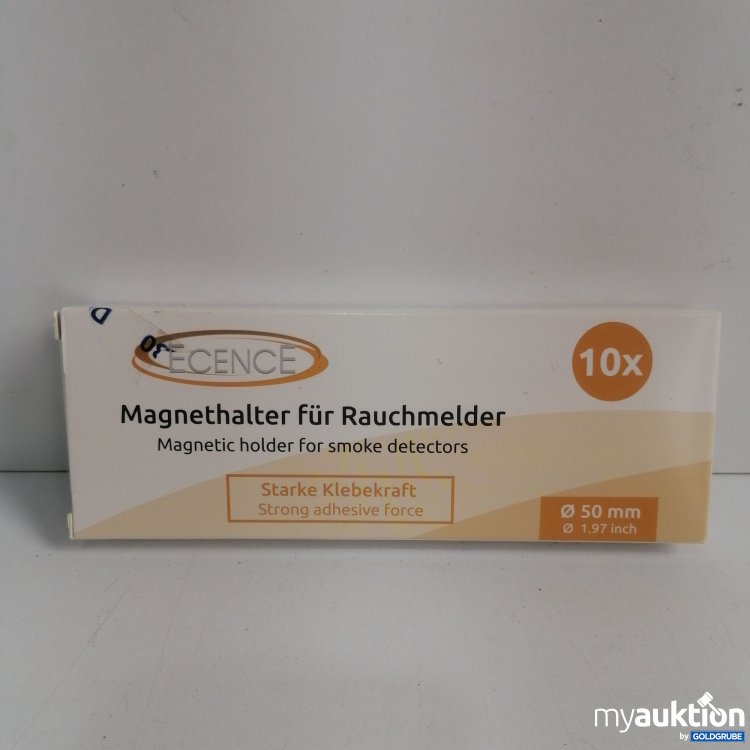 D
30
ECENCE
10x
Magnethalter für Rauchmelder
Magnetic holder for smoke detectors
Starke Klebekraft
Strong adhesive force
Ø 50 mm
Ø 1.97 inch
myauktion
by GOLDGRUBE